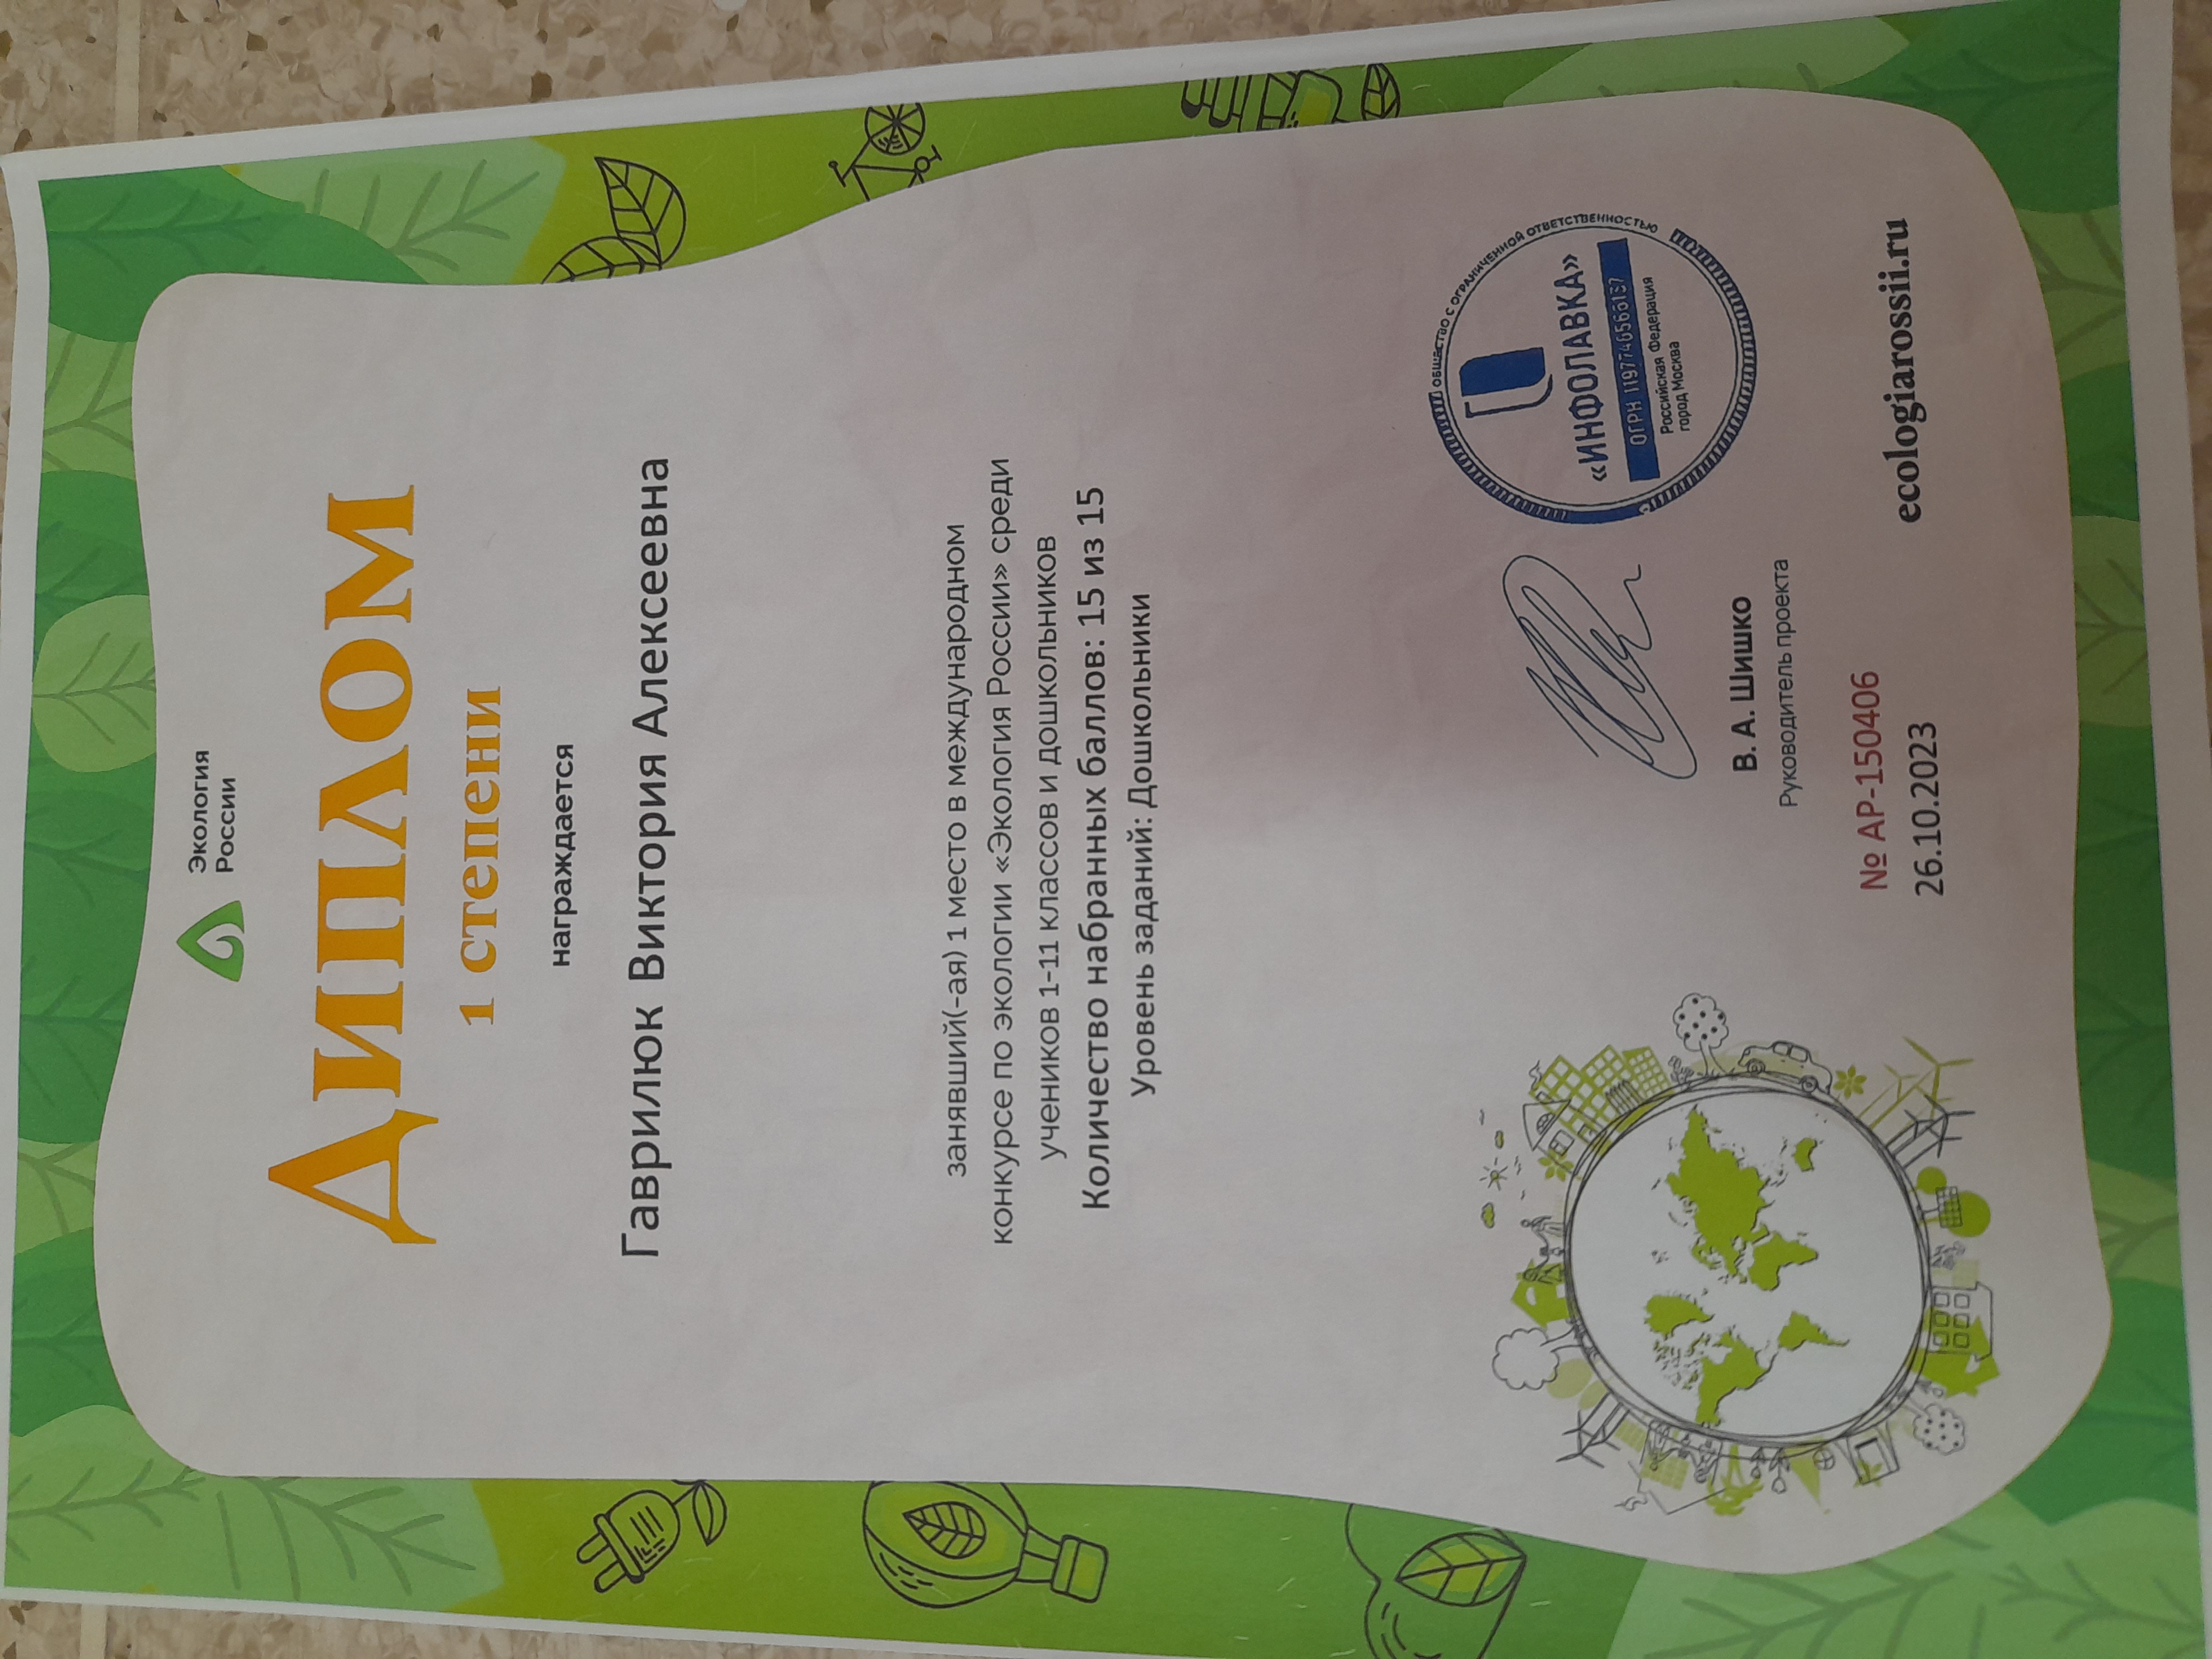 Экология
России
Диплом
1 степени
награждается
Гаврилюк Виктория Алексеевна
занявший(-ая) 1 место в международном
конкурсе по экологии «Экология России» среди
учеников 1-11 классов и дошкольников
Количество набранных баллов: 15 из 15
Уровень заданий: Дошкольники
ОБЩЕСТВО С ОГРАНИЧЕННОЙ ОТВЕТСТВЕННОСТЬЮ
«ИНФОЛАВКА»
ОГРН
Российская Федерация
город Москва
В. А. Шишко
Руководитель проекта
№ АР-150406
26.10.2023
ecologiarossii.ru